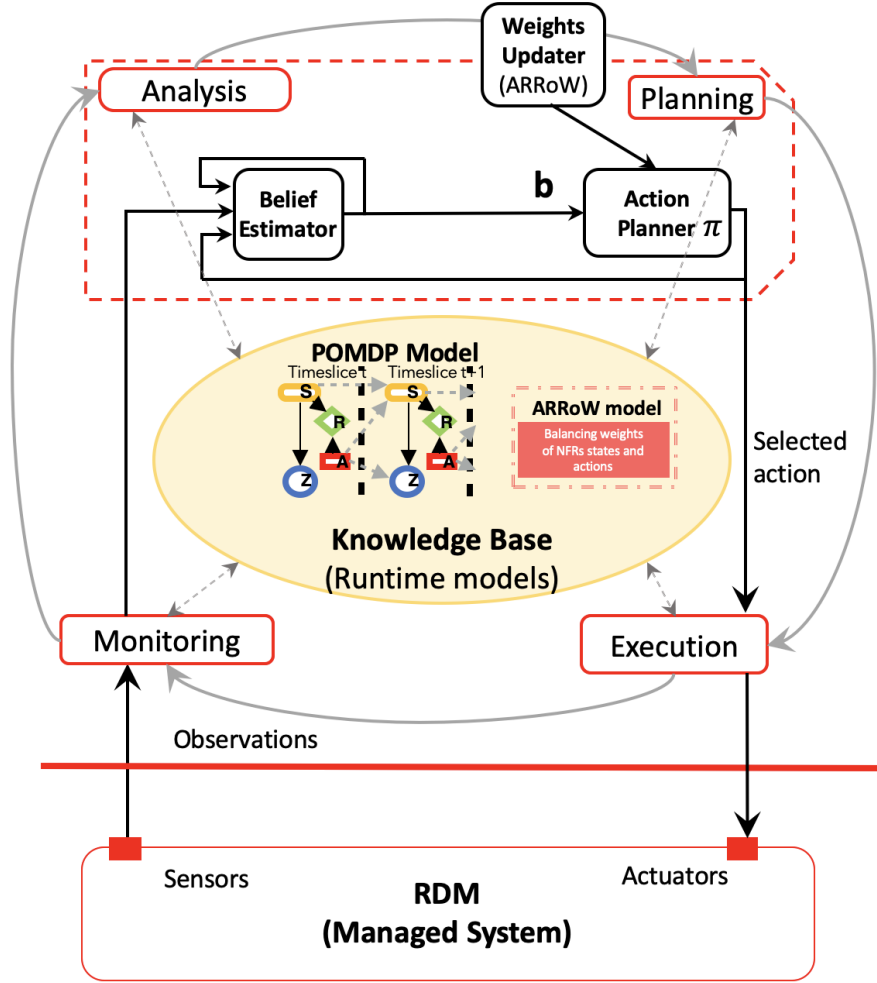 Weights
Updater
(ARRoW)
Analysis
Planning
Belief
Estimator
b
Action
Planner π
POMDP Model
Timeslice t
Timeslice t+1
S
S
R
R
A
A
Z
Z
ARRoW model
Balancing weights
of NFRs states and
actions
Selected
action
Knowledge Base
(Runtime models)
Monitoring
Execution
Observations
Sensors
Actuators
RDM
(Managed System)